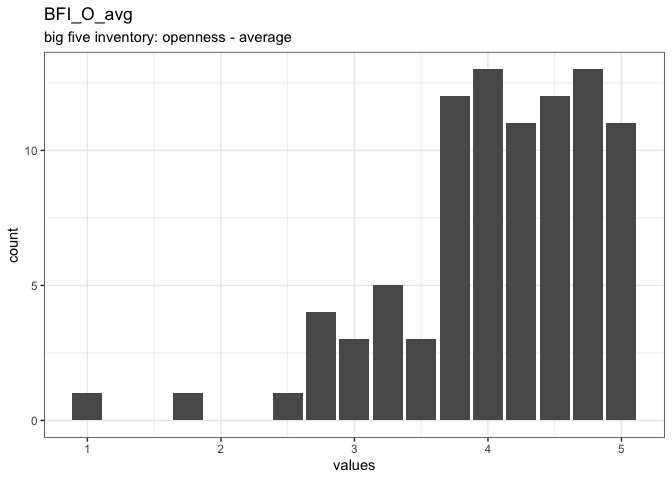 BFI_O_avg
big five inventory: openness - average
10
5
0
count
1 2 3 4 5
values